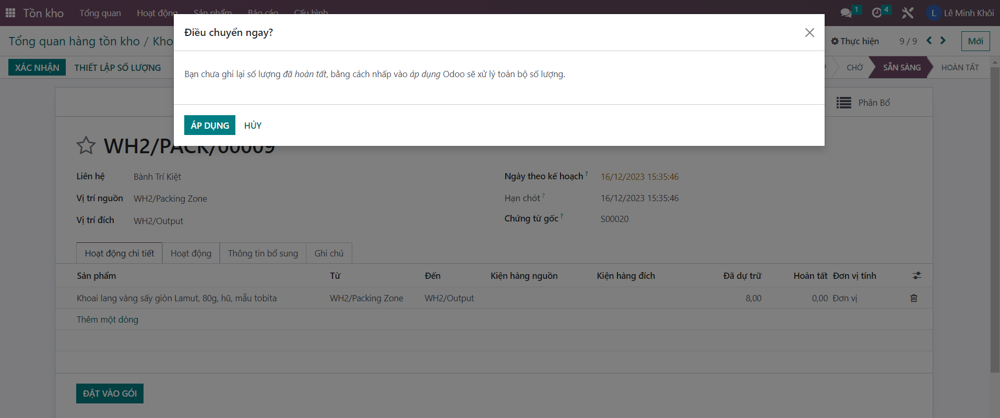 Tồn kho Tổng quan Hoạt động Sản phẩm Báo cáo Cấu hình 1 4 L Lê Minh Khôi
Điều chuyển ngay?
Tổng quan hàng tồn kho / Kho Thực hiện 9 / 9 Mới
XÁC NHẬN THIẾT LẬP SỐ LƯỢNG CHỜ SẴN SÀNG HOÀN TẤT
Bạn chưa ghi lại số lượng đã hoàn tất, bằng cách nhấp vào áp dụng Odoo sẽ xử lý toàn bộ số lượng.
Phân Bổ
ÁP DỤNG HỦY
WH2/PACK/00009
Liên hệ Bành Trí Kiệt Ngày theo kế hoạch ? 16/12/2023 15:35:46
Vị trí nguồn WH2/Packing Zone Hạn chót ? 16/12/2023 15:35:46
Vị trí đích WH2/Output Chứng từ gốc ? S00020
Hoạt động chi tiết Hoạt động Thông tin bổ sung Ghi chú
Sản phẩm Từ Đến Kiện hàng nguồn Kiện hàng đích Đã dự trữ Hoàn tất Đơn vị tính
Khoai lang vàng sấy giòn Lamut, 80g, hũ, mẫu tobita WH2/Packing Zone WH2/Output 8,00 0,00 Đơn vị
Thêm một dòng
ĐẶT VÀO GÓI